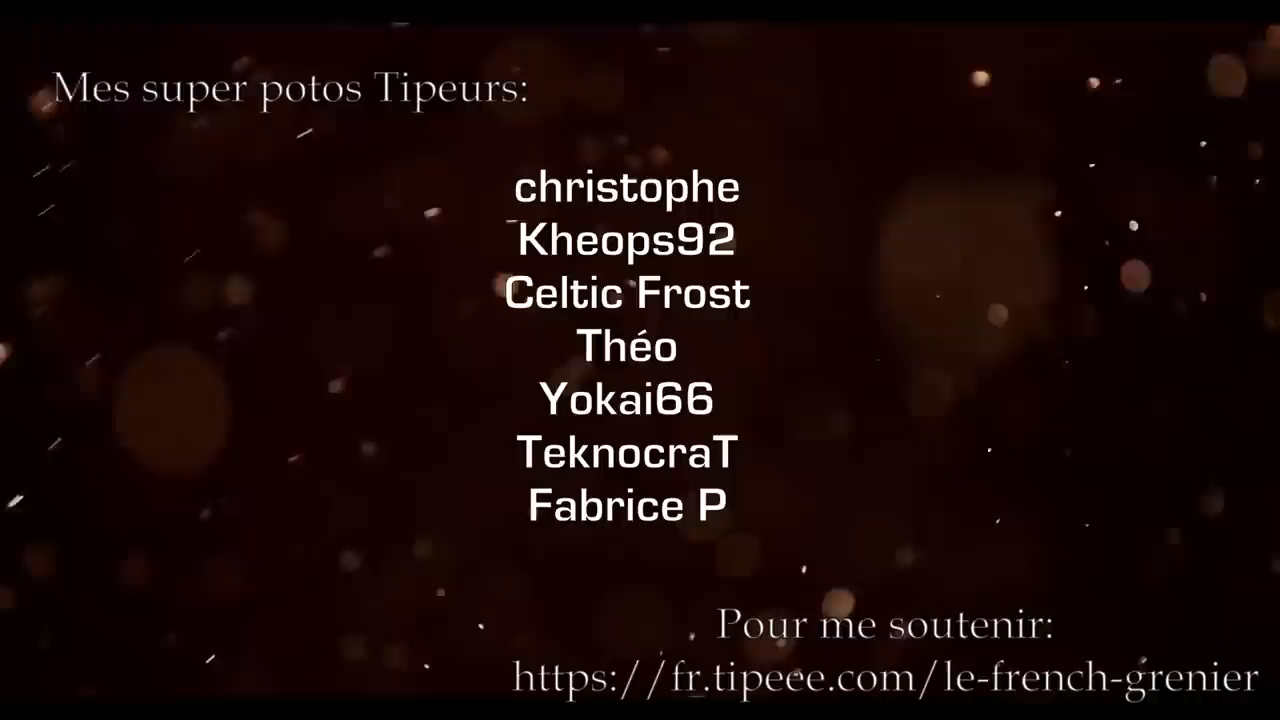 Mes super potos Tipeurs:
christophe
Kheops92
Celtic Frost
Théo
Yokai66
TeknocraT
Fabrice P
Pour me soutenir:
https://fr.tipeee.com/le-french-grenier